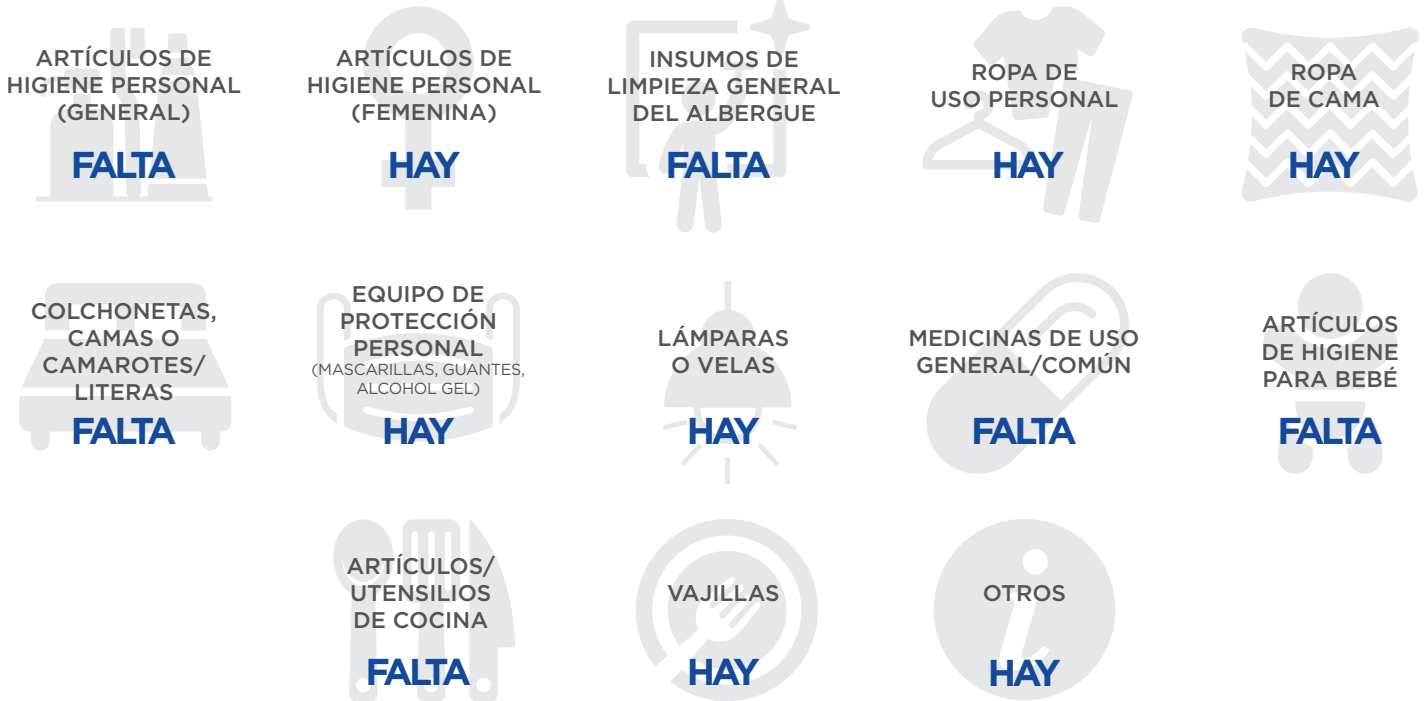 ARTÍCULOS DE
HIGIENE PERSONAL
(GENERAL)
FALTA
ARTÍCULOS DE
HIGIENE PERSONAL
(FEMENINA)
HAY
INSUMOS DE
LIMPIEZA GENERAL
DEL ALBERGUE
FALTA
ROPA DE
USO PERSONAL
HAY
ROPA
DE CAMA
HAY
COLCHONETAS,
CAMAS O
CAMAROTES/
LITERAS
FALTA
EQUIPO DE
PROTECCIÓN
PERSONAL
(MASCARILLAS, GUANTES,
ALCOHOL GEL)
HAY
LÁMPARAS
O VELAS
HAY
MEDICINAS DE USO
GENERAL/COMÚN
FALTA
ARTÍCULOS
DE HIGIENE
PARA BEBÉ
FALTA
ARTÍCULOS/
UTENSILIOS
DE COCINA
FALTA
VAJILLAS
HAY
OTROS
HAY